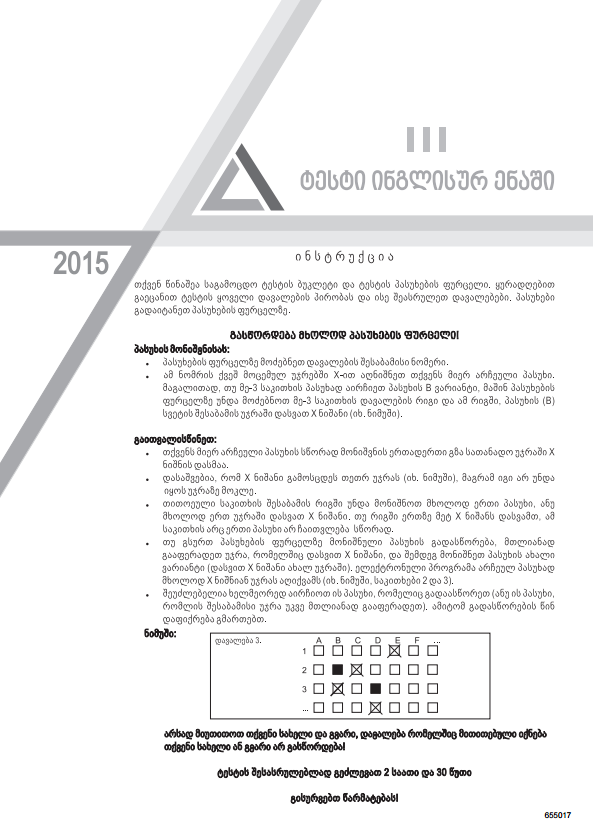 III
ტესტი ინგლისურ ენაში
2015
ინსტრუქცია
თქვენ წინაშეა საგამოცდო ტესტის ბუკლეტი და ტესტის პასუხების ფურცელი. ყურადღებით
გაეცანით ტესტის ყოველი დავალების პირობას და ისე შეასრულეთ დავალებები. პასუხები
გადაიტანეთ პასუხების ფურცელზე.
გასწორდება მხოლოდ პასუხების ფურცელი!
პასუხის მონიშვნისას:
• პასუხების ფურცელზე მოძებნეთ დავალების შესაბამისი ნომერი.
• ამ ნომრის ქვეშ მოცემულ უჯრებში X-ით აღნიშნეთ თქვენს მიერ არჩეული პასუხი.
მაგალითად, თუ მე-3 საკითხის პასუხად აირჩიეთ პასუხის B ვარიანტი, მაშინ პასუხების
ფურცელზე უნდა მოძებნოთ მე-3 საკითხის დავალების რიგი და ამ რიგში, პასუხის (B)
სვეტის შესაბამის უჯრაში დასვათ X ნიშანი (იხ. ნიმუში).
გაითვალისწინეთ:
• თქვენს მიერ არჩეული პასუხის სწორად მონიშვნის ერთადერთი გზა სათანადო უჯრაში X
ნიშნის დასმაა.
• დასაშვებია, რომ X ნიშანი გამოსცდეს თეთრ უჯრას (იხ. ნიმუში), მაგრამ იგი არ უნდა
იყოს უჯრაზე მოკლე.
• თითოეული საკითხის შესაბამის რიგში უნდა მონიშნოთ მხოლოდ ერთი პასუხი, ანუ
მხოლოდ ერთ უჯრაში დასვათ X ნიშანი. თუ რიგში ერთზე მეტ X ნიშანს დასვამთ, ამ
საკითხის არც ერთი პასუხი არ ჩაითვლება სწორად.
• თუ გსურთ პასუხების ფურცელზე მონიშნული პასუხის გადასწორება, მთლიანად
გააფერადეთ უჯრა, რომელშიც დასვით X ნიშანი, და შემდეგ მონიშნეთ პასუხის ახალი
ვარიანტი (დასვით X ნიშანი ახალ უჯრაში). ელექტრონული პროგრამა არჩეულ პასუხად
მხოლოდ X ნიშნიან უჯრას აღიქვამს (იხ. ნიმუში, საკითხები 2 და 3).
• შეუძლებელია ხელმეორედ აირჩიოთ ის პასუხი, რომელიც გადაასწორეთ (ანუ ის პასუხი,
რომლის შესაბამისი უჯრა უკვე მთლიანად გააფერადეთ). ამიტომ გადასწორების წინ
დაფიქრება გმართებთ.
ნიმუში:
დავალება 3. A B C D E F ...
1
2
3
...
არსად მიუთითოთ თქვენი სახელი და გვარი, დავალება რომელშიც მითითებული იქნება
თქვენი სახელი ან გვარი არ გასწორდება!
ტესტის შესასრულებლად გეძლევათ 2 საათი და 30 წუთი
გისურვებთ წარმატებას!
655017